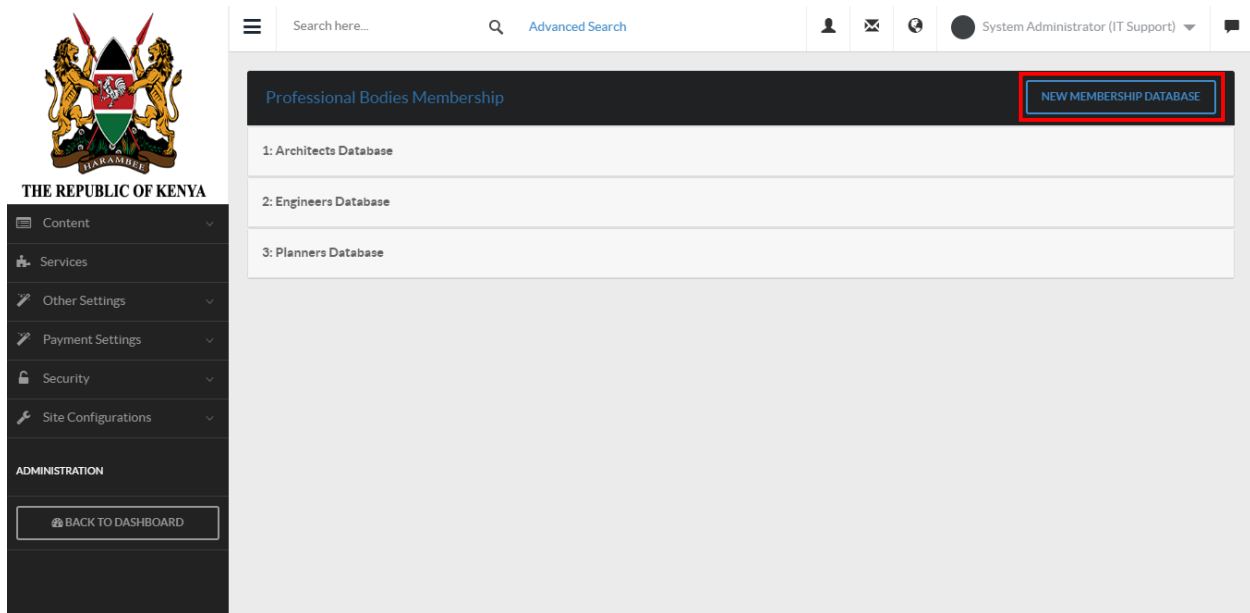 Search here...
Advanced Search
System Administrator (IT Support)
HARAMBEE
THE REPUBLIC OF KENYA
Content
Services
Other Settings
Payment Settings
Security
Site Configurations
ADMINISTRATION
BACK TO DASHBOARD
Professional Bodies Membership
NEW MEMBERSHIP DATABASE
1: Architects Database
2: Engineers Database
3: Planners Database